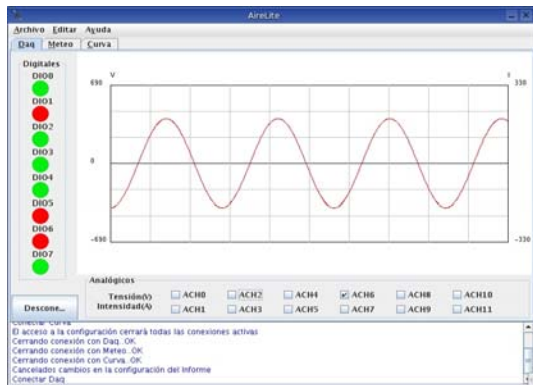 AireLite
Archivo Editar Ayuda
Daq Meteo Curva
Digitales
DIO0
DIO1
DIO2
DIO3
DIO4
DIO5
DIO6
DIO7
690 V I 330
0
-690 -330
Analógicos
Tensión(V) ACH0 ACH2 ACH4 ACH6 ACH8 ACH10
Intensidad(A) ACH1 ACH3 ACH5 ACH7 ACH9 ACH11
Descone...
Conectar Curva
El acceso a la configuración cerrará todas las conexiones activas
Cerrando conexión con Daq..OK
Cerrando conexión con Meteo..OK
Cerrando conexión con Curva..OK
Cancelados cambios en la configuración del Informe
Conectar Daq